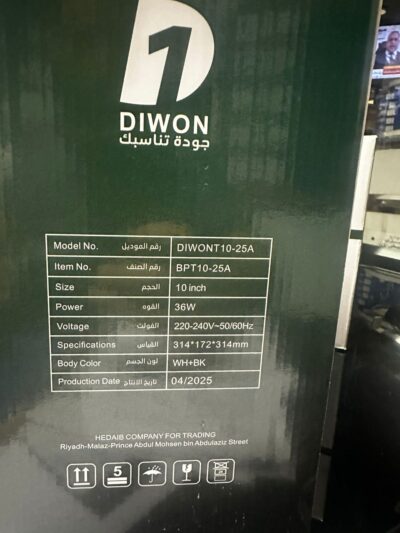 D1
DIWON
جودة تناسبك
Model No. رقم الموديل DIWONT10-25A
Item No. رقم الصنف BPT10-25A
Size الحجم 10 inch
Power القوه 36W
Voltage الفولت 220-240V~50/60Hz
Specifications القياس 314*172*314mm
Body Color لون الجسم WH+BK
Production Date تاريخ الانتاج 04/2025
HEDAIB COMPANY FOR TRADING
Riyadh-Malaz-Prince Abdul Mohsen bin Abdulaziz Street
5